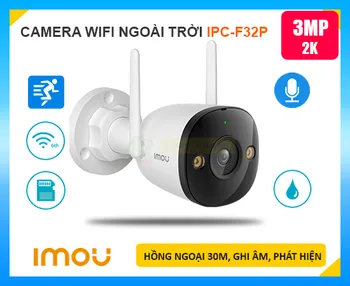 CAMERA WIFI NGOÀI TRỜI IPC-F32P
3MP
2K
imou
imou
HỒNG NGOẠI 30M, GHI ÂM, PHÁT HIỆN